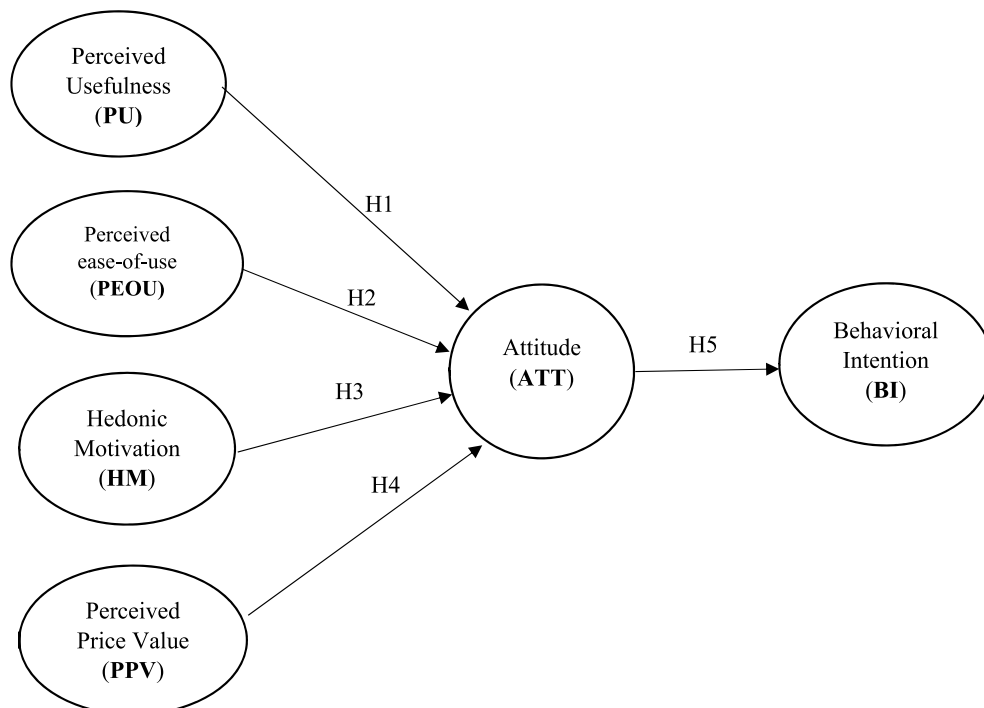 Perceived
Usefulness
(PU)
H1
Perceived
ease-of-use
(PEOU)
H2
Attitude
(ATT)
H5
Behavioral
Intention
(BI)
Hedonic
Motivation
(HM)
H3
H4
Perceived
Price Value
(PPV)